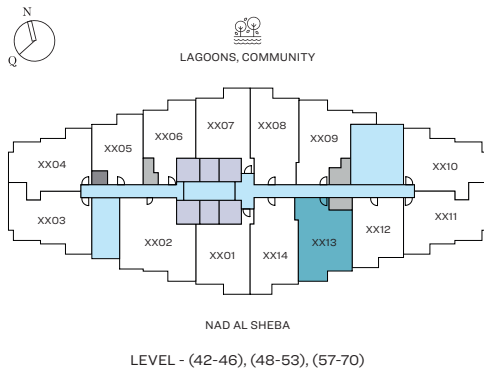 N
Q
LAGOONS, COMMUNITY
XX04
XX05
XX06
XX07
XX08
XX09
XX10
XX03
XX02
XX01
XX14
XX13
XX12
XX11
NAD AL SHEBA
LEVEL - (42-46), (48-53), (57-70)